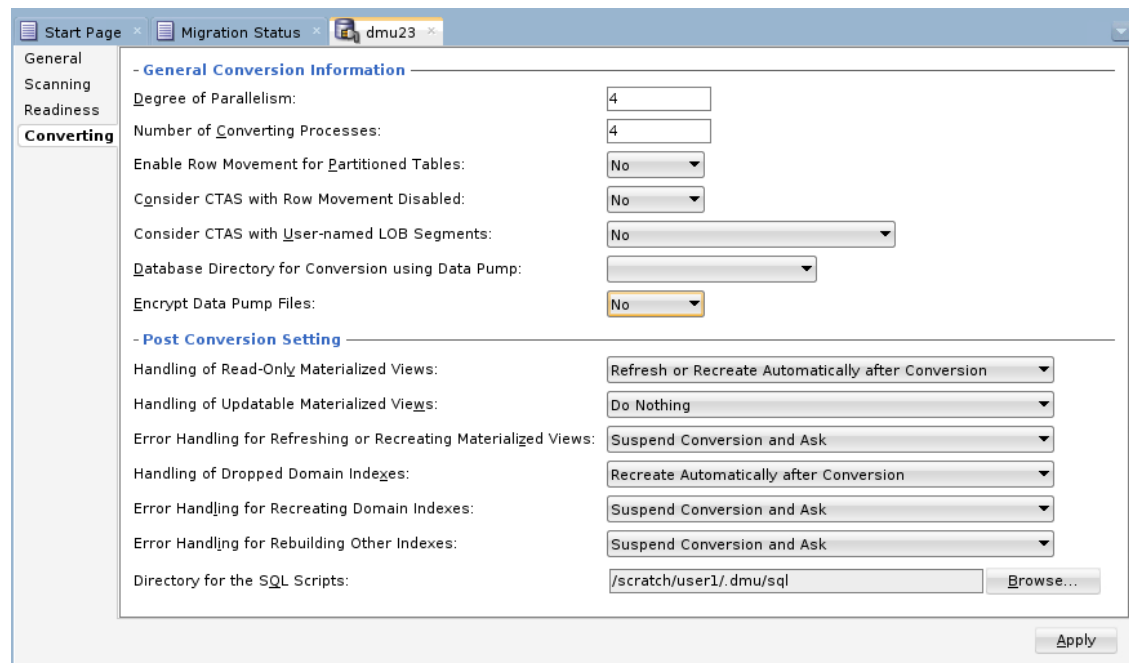 Start Page × Migration Status × dmu23 ×
General
Scanning
Readiness
Converting
- General Conversion Information
Degree of Parallelism: 4
Number of Converting Processes: 4
Enable Row Movement for Partitioned Tables: No
Consider CTAS with Row Movement Disabled: No
Consider CTAS with User-named LOB Segments: No
Database Directory for Conversion using Data Pump:
Encrypt Data Pump Files: No
- Post Conversion Setting
Handling of Read-Only Materialized Views: Refresh or Recreate Automatically after Conversion
Handling of Updatable Materialized Views: Do Nothing
Error Handling for Refreshing or Recreating Materialized Views: Suspend Conversion and Ask
Handling of Dropped Domain Indexes: Recreate Automatically after Conversion
Error Handling for Recreating Domain Indexes: Suspend Conversion and Ask
Error Handling for Rebuilding Other Indexes: Suspend Conversion and Ask
Directory for the SQL Scripts: /scratch/user1/.dmu/sql Browse...
Apply